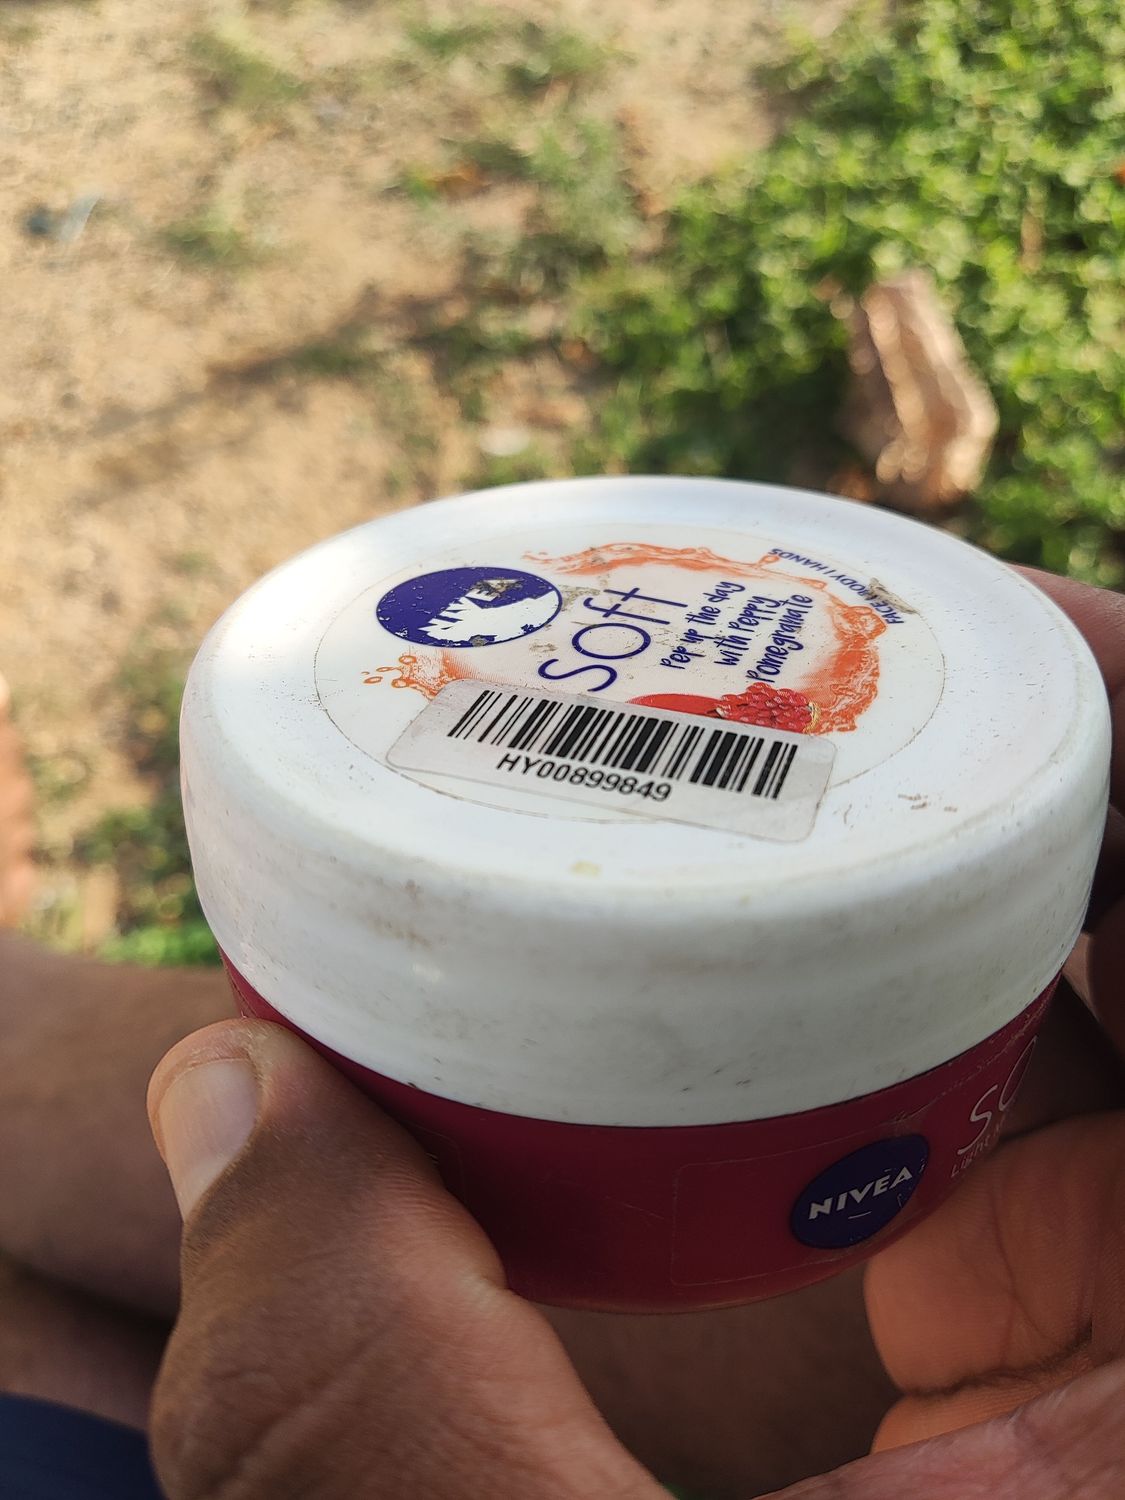 NIVEA
Soft
Pep up the day
with Peppy
Pomegranate
FACE BODY HANDS
HY00899849
NIVEA